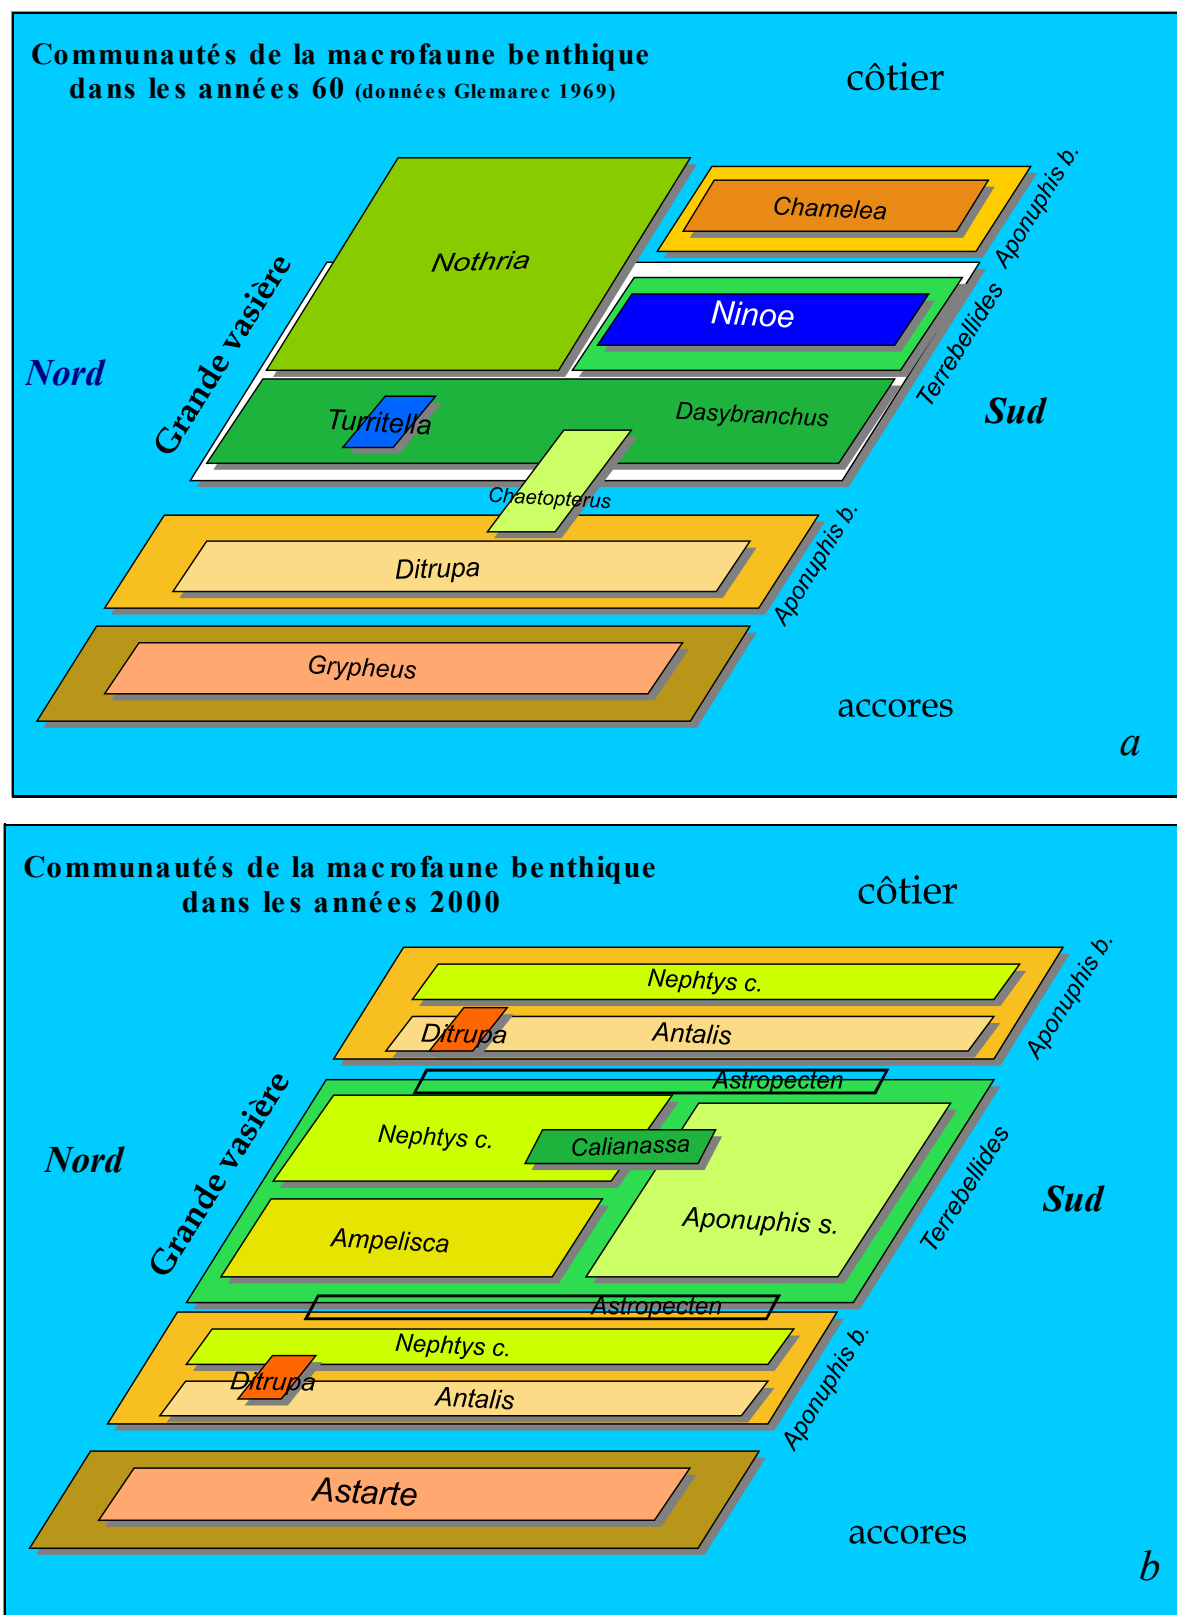 Communautés de la macrofaune benthique
dans les années 60 (données Glemarec 1969)
côtier
Aponuphis b.
Chamelea
Nothria
Grande vasière
Ninoe
Terrebellides
Nord
Sud
Turritella
Dasybranchus
Chaetopterus
Aponuphis b.
Ditrupa
Grypheus
accores
a
Communautés de la macrofaune benthique
dans les années 2000
côtier
Aponuphis b.
Nephtys c.
Ditrupa
Antalis
Astropecten
Grande vasière
Nephtys c.
Calianassa
Terrebellides
Nord
Sud
Aponuphis s.
Ampelisca
Astropecten
Nephtys c.
Aponuphis b.
Ditrupa
Antalis
Astarte
accores
b